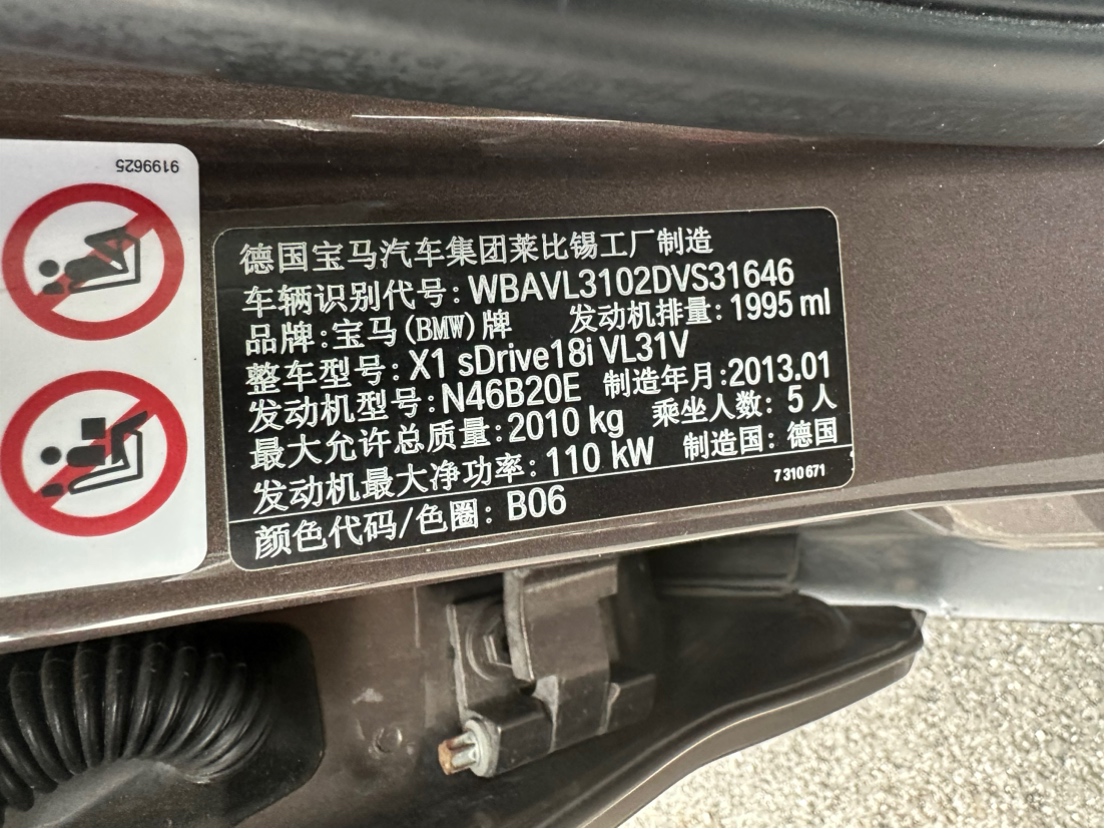 9199625
德国宝马汽车集团莱比锡工厂制造
车辆识别代号: WBAVL3102DVS31646
品牌: 宝马(BMW)牌 发动机排量: 1995 ml
整车型号: X1 sDrive18i VL31V
发动机型号: N46B20E 制造年月: 2013.01
最大允许总质量: 2010 kg 乘坐人数: 5 人
发动机最大净功率: 110 kW 制造国: 德国
7 310 671
颜色代码/色圈: B06